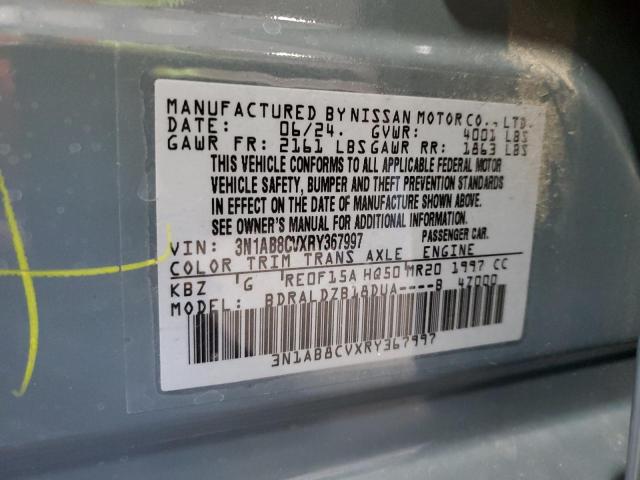 MANUFACTURED BY NISSAN MOTOR CO., LTD.
DATE: 06/24. GVWR: 4001 LBS
GAWR FR: 2161 LBS GAWR RR: 1863 LBS
THIS VEHICLE CONFORMS TO ALL APPLICABLE FEDERAL MOTOR
VEHICLE SAFETY, BUMPER AND THEFT PREVENTION STANDARDS
IN EFFECT ON THE DATE OF MANUFACTURE SHOWN ABOVE.
SEE OWNER'S MANUAL FOR ADDITIONAL INFORMATION.
VIN: 3N1AB8CVXRY367997 PASSENGER CAR.
COLOR TRIM TRANS AXLE ENGINE
KBZ 'G RE0F15A HQ50 MR20 1997 CC
MODEL: BDRALDZB18DUA----B 4Z000
3N1AB8CVXRY367997